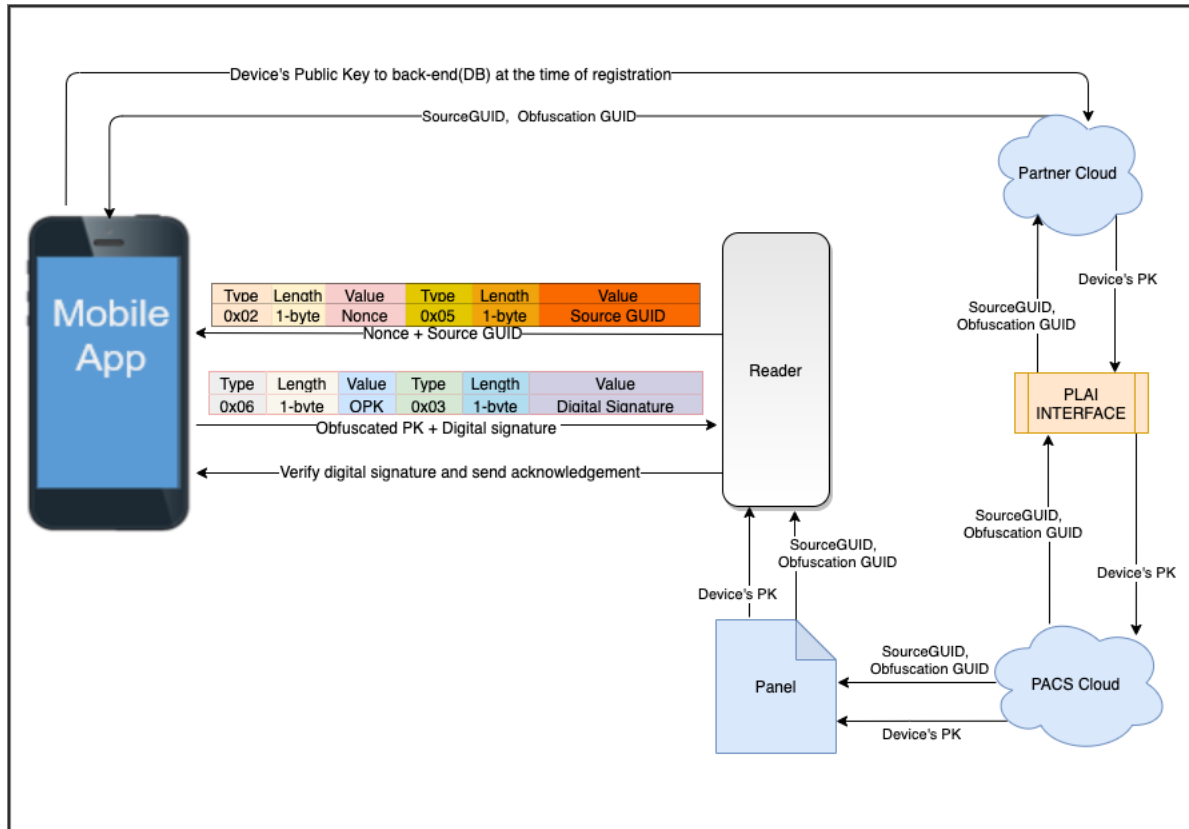 Device's Public Key to back-end(DB) at the time of registration
SourceGUID,  Obfuscation GUID
Partner Cloud
Mobile
App
Type Length Value Type Length Value
0x02 1-byte Nonce 0x05 1-byte Source GUID
Nonce + Source GUID
Type Length Value Type Length Value
0x06 1-byte OPK 0x03 1-byte Digital Signature
Obfuscated PK + Digital signature
Verify digital signature and send acknowledgement
Reader
Device's PK
SourceGUID,
Obfuscation GUID
PLAI
INTERFACE
SourceGUID,
Obfuscation GUID
Device's PK
SourceGUID,
Obfuscation GUID
Device's PK
Panel
SourceGUID,
Obfuscation GUID
Device's PK
PACS Cloud